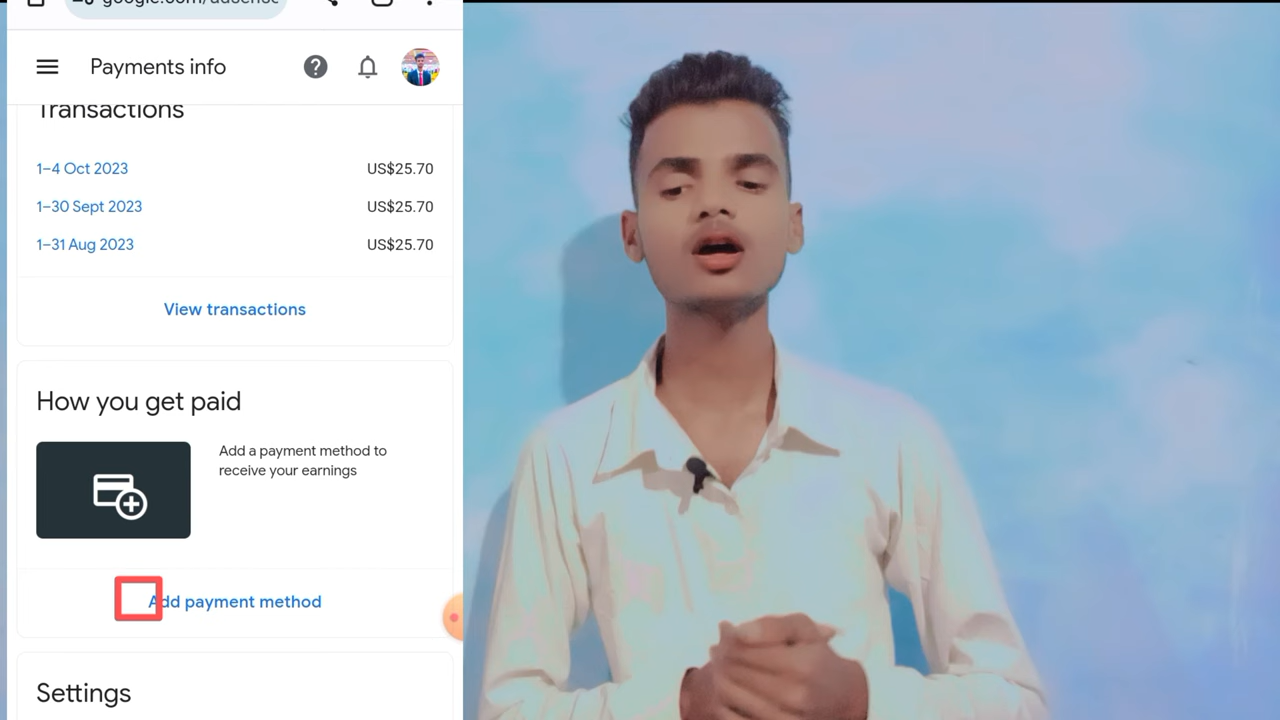 Payments info
Transactions
1–4 Oct 2023 US$25.70
1–30 Sept 2023 US$25.70
1–31 Aug 2023 US$25.70
View transactions
How you get paid
Add a payment method to
receive your earnings
Add payment method
Settings